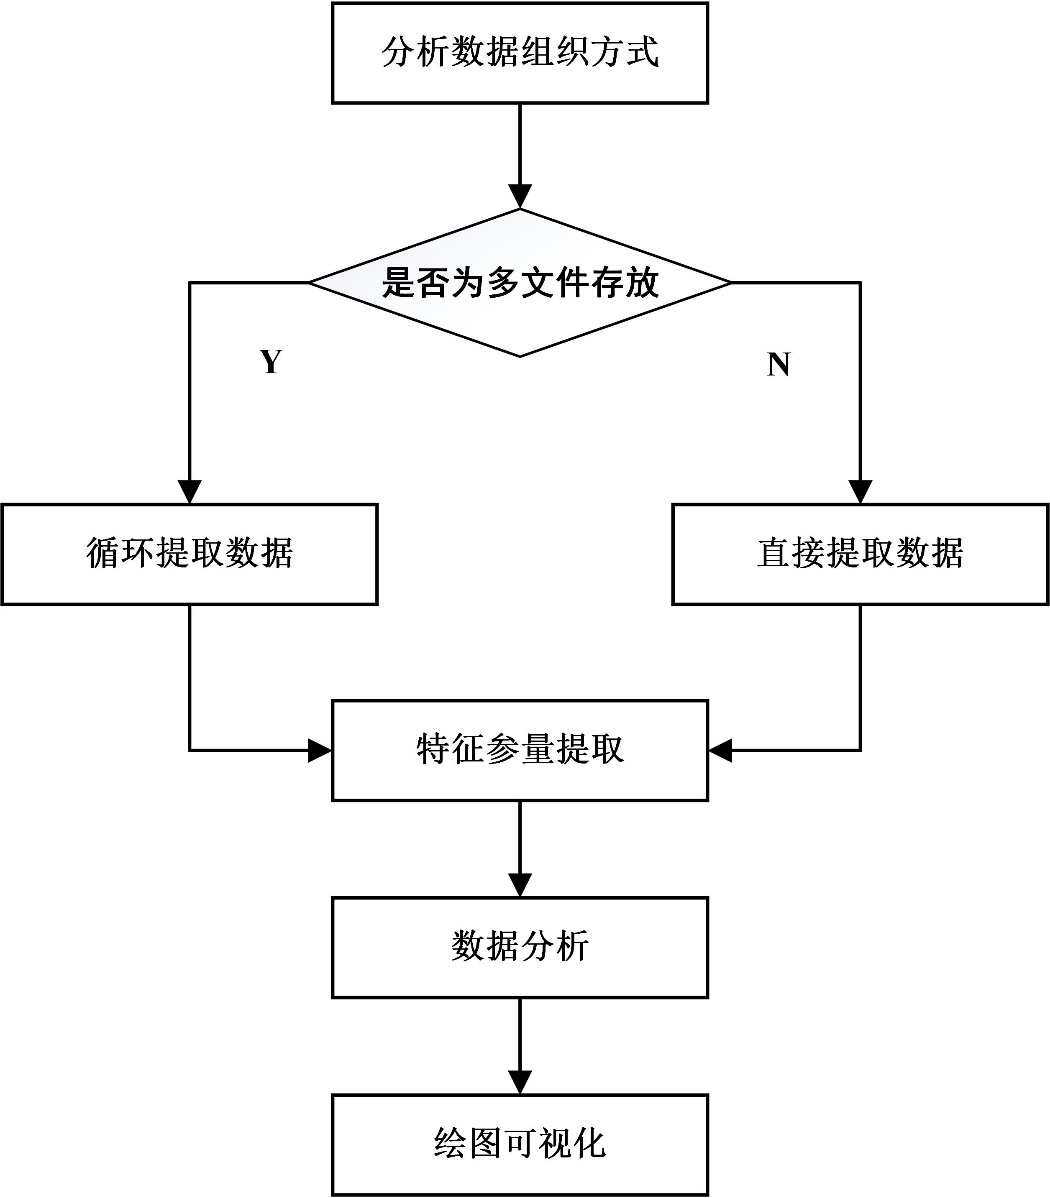 分析数据组织方式
是否为多文件存放
Y
N
循环提取数据
直接提取数据
特征参量提取
数据分析
绘图可视化